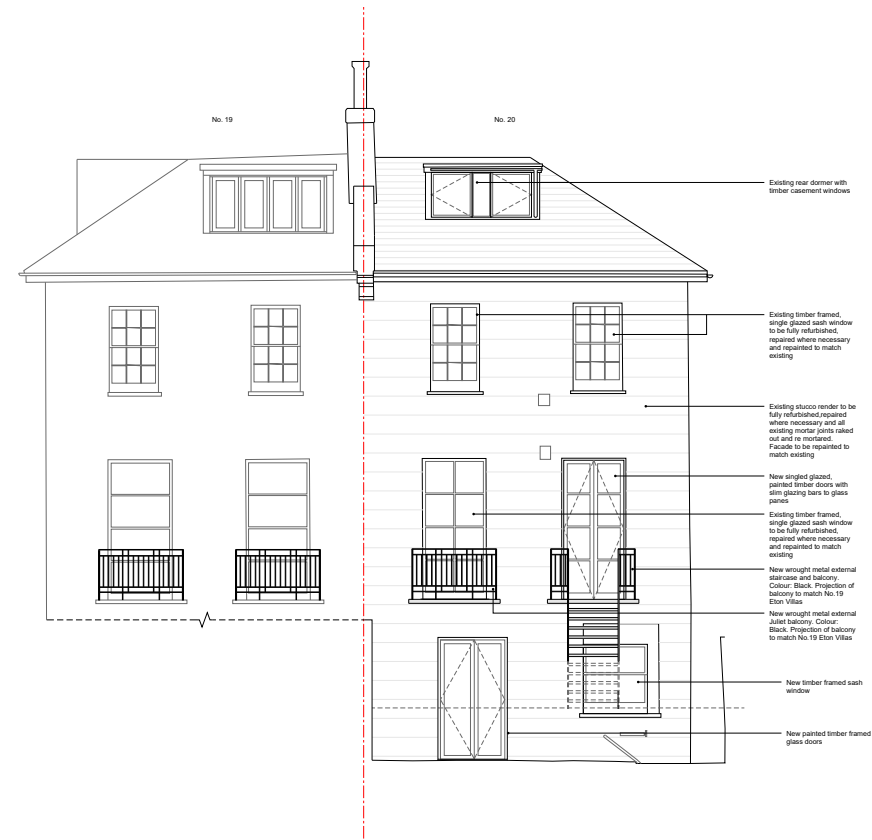 No. 19
No. 20
Existing rear dormer with
timber casement windows
Existing timber framed,
single glazed sash window
to be fully refurbished,
repaired where necessary
and repainted to match
existing
Existing stucco render to be
fully refurbished,repaired
where necessary and all
existing mortar joints raked
out and re mortared.
Facade to be repainted to
match existing
New singled glazed,
painted timber doors with
slim glazing bars to glass
panes
Existing timber framed,
single glazed sash window
to be fully refurbished,
repaired where necessary
and repainted to match
existing
New wrought metal external
staircase and balcony.
Colour: Black. Projection of
balcony to match No.19
Eton Villas
New wrought metal external
Juliet balcony. Colour:
Black. Projection of balcony
to match No.19 Eton Villas
New timber framed sash
window
New painted timber framed
glass doors